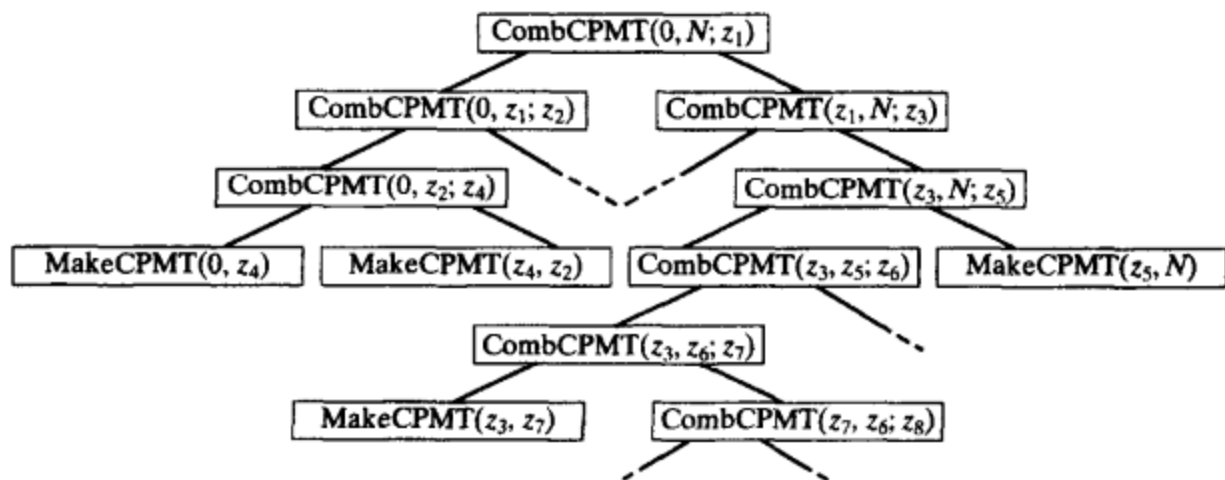 CombCPMT(0, N; z₁)
CombCPMT(0, z₁; z₂) CombCPMT(z₁, N; z₃)
CombCPMT(0, z₂; z₄) CombCPMT(z₃, N; z₅)
MakeCPMT(0, z₄) MakeCPMT(z₄, z₂) CombCPMT(z₃, z₅; z₆) MakeCPMT(z₅, N)
CombCPMT(z₃, z₆; z₇)
MakeCPMT(z₃, z₇) CombCPMT(z₇, z₆; z₈)